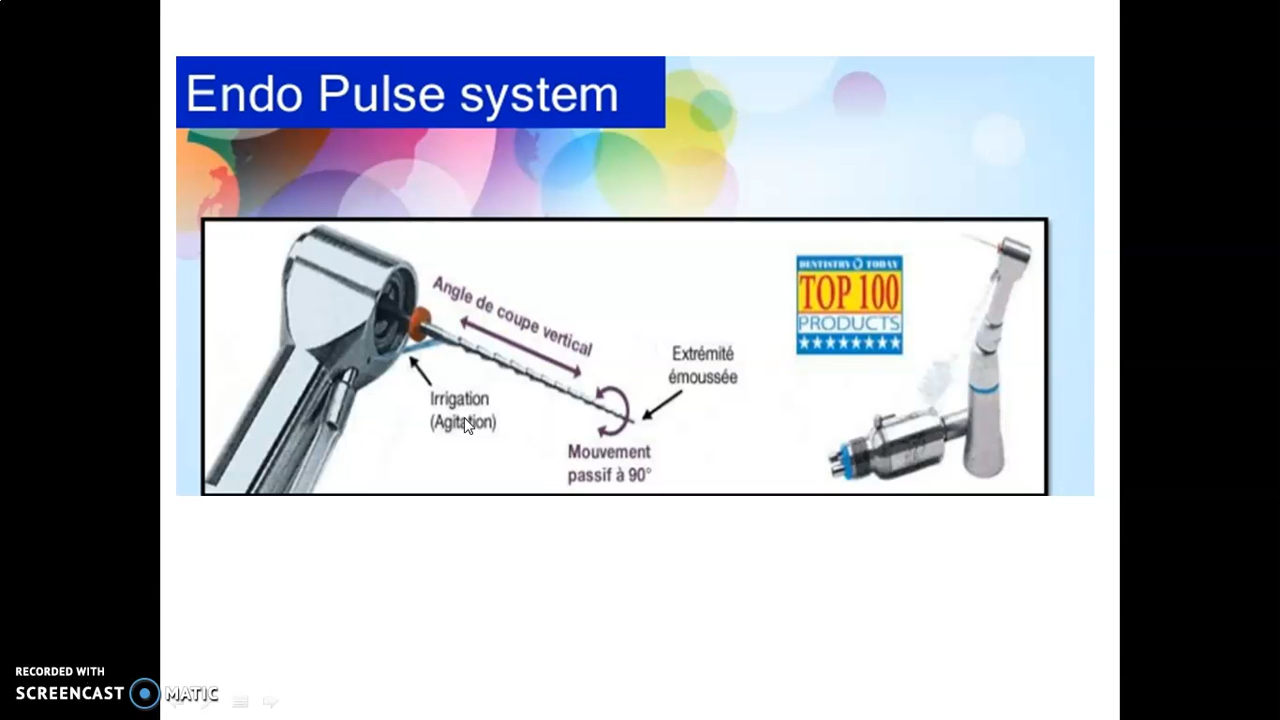 Endo Pulse system
Angle de coupe vertical
DENTISTRY TODAY
TOP 100
PRODUCTS
Extrémité
émoussée
Irrigation
(Agitation)
Mouvement
passif à 90°
RECORDED WITH
SCREENCAST MATIC